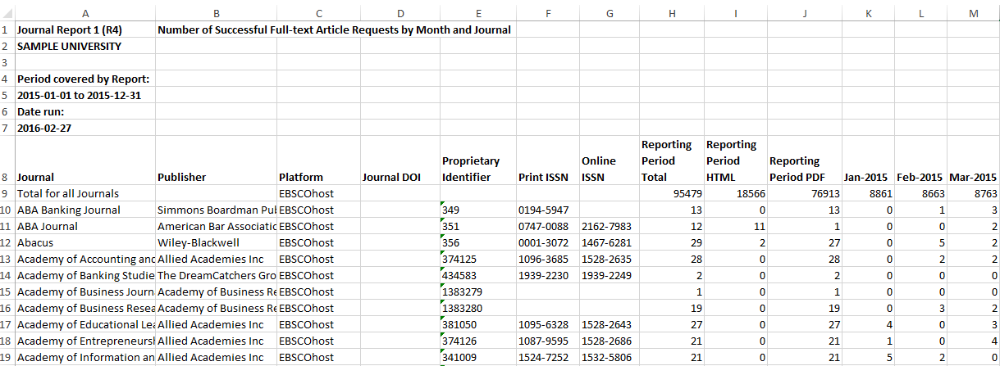 A B C D E F G H I J K L M
1 Journal Report 1 (R4) Number of Successful Full-text Article Requests by Month and Journal
2 SAMPLE UNIVERSITY
3
4 Period covered by Report:
5 2015-01-01 to 2015-12-31
6 Date run:
7 2016-02-27
8 Journal Publisher Platform Journal DOI Proprietary Identifier Print ISSN Online ISSN Reporting Period Total Reporting Period HTML Reporting Period PDF Jan-2015 Feb-2015 Mar-2015
9 Total for all Journals EBSCOhost 95479 18566 76913 8861 8663 8763
10 ABA Banking Journal Simmons Boardman Pul EBSCOhost 349 0194-5947 13 0 13 0 1 3
11 ABA Journal American Bar Associatic EBSCOhost 351 0747-0088 2162-7983 12 11 1 0 0 2
12 Abacus Wiley-Blackwell EBSCOhost 356 0001-3072 1467-6281 29 2 27 0 5 2
13 Academy of Accounting anc Allied Academies Inc EBSCOhost 374125 1096-3685 1528-2635 28 0 28 0 2 2
14 Academy of Banking Studie The DreamCatchers Gro EBSCOhost 434583 1939-2230 1939-2249 2 0 2 0 0 0
15 Academy of Business Journ Academy of Business Re EBSCOhost 1383279 1 0 1 0 0 0
16 Academy of Business Resea Academy of Business Re EBSCOhost 1383280 19 0 19 0 3 2
17 Academy of Educational Lea Allied Academies Inc EBSCOhost 381050 1095-6328 1528-2643 27 0 27 4 0 3
18 Academy of Entrepreneursh Allied Academies Inc EBSCOhost 374126 1087-9595 1528-2686 21 0 21 1 0 4
19 Academy of Information an Allied Academies Inc EBSCOhost 341009 1524-7252 1532-5806 21 0 21 5 2 0